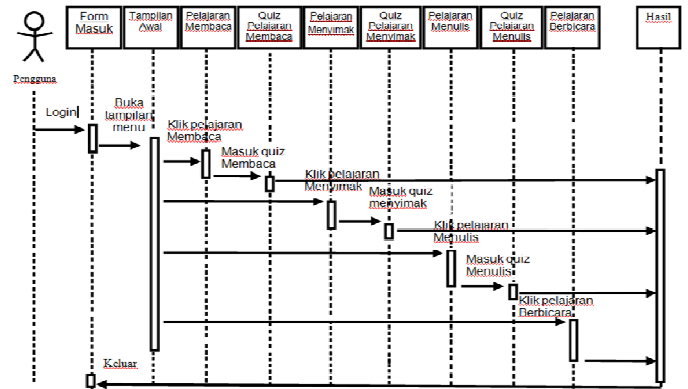 Form
Masuk
Tampilan
Awal
Pelajaran
Membaca
Quiz
Pelajaran
Membaca
Pelajaran
Menyimak
Quiz
Pelajaran
Menyimak
Pelajaran
Menulis
Quiz
Pelajaran
Menulis
Pelajaran
Berbicara
Hasil
Pengguna
Login
Buka
tampilan
menu
Klik pelajaran
Membaca
Masuk quiz
Membaca
Klik pelajaran
Menyimak
Masuk quiz
menyimak
Klik pelajaran
Menulis
Masuk quiz
Menulis
Klik pelajaran
Berbicara
Keluar